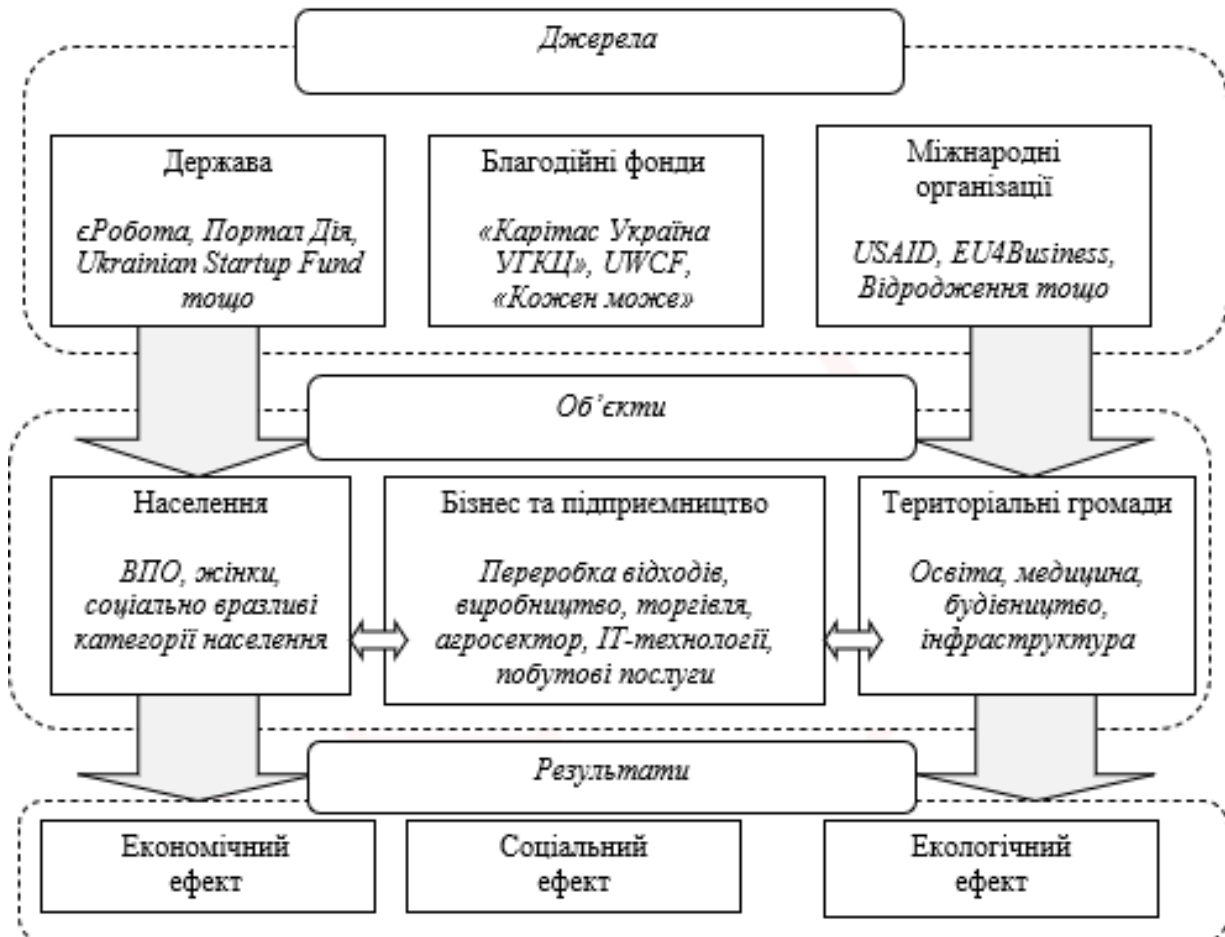 Джерела
Держава
єРобота, Портал Дія,
Ukrainian Startup Fund
тощо
Благодійні фонди
«Карітас Україна
УГКЦ», UWCF,
«Кожен може»
Міжнародні
організації
USAID, EU4Business,
Відродження тощо
Об’єкти
Населення
ВПО, жінки,
соціально вразливі
категорії населення
Бізнес та підприємництво
Переробка відходів,
виробництво, торгівля,
агросектор, ІТ-технології,
побутові послуги
Територіальні громади
Освіта, медицина,
будівництво,
інфраструктура
Результати
Економічний
ефект
Соціальний
ефект
Екологічний
ефект